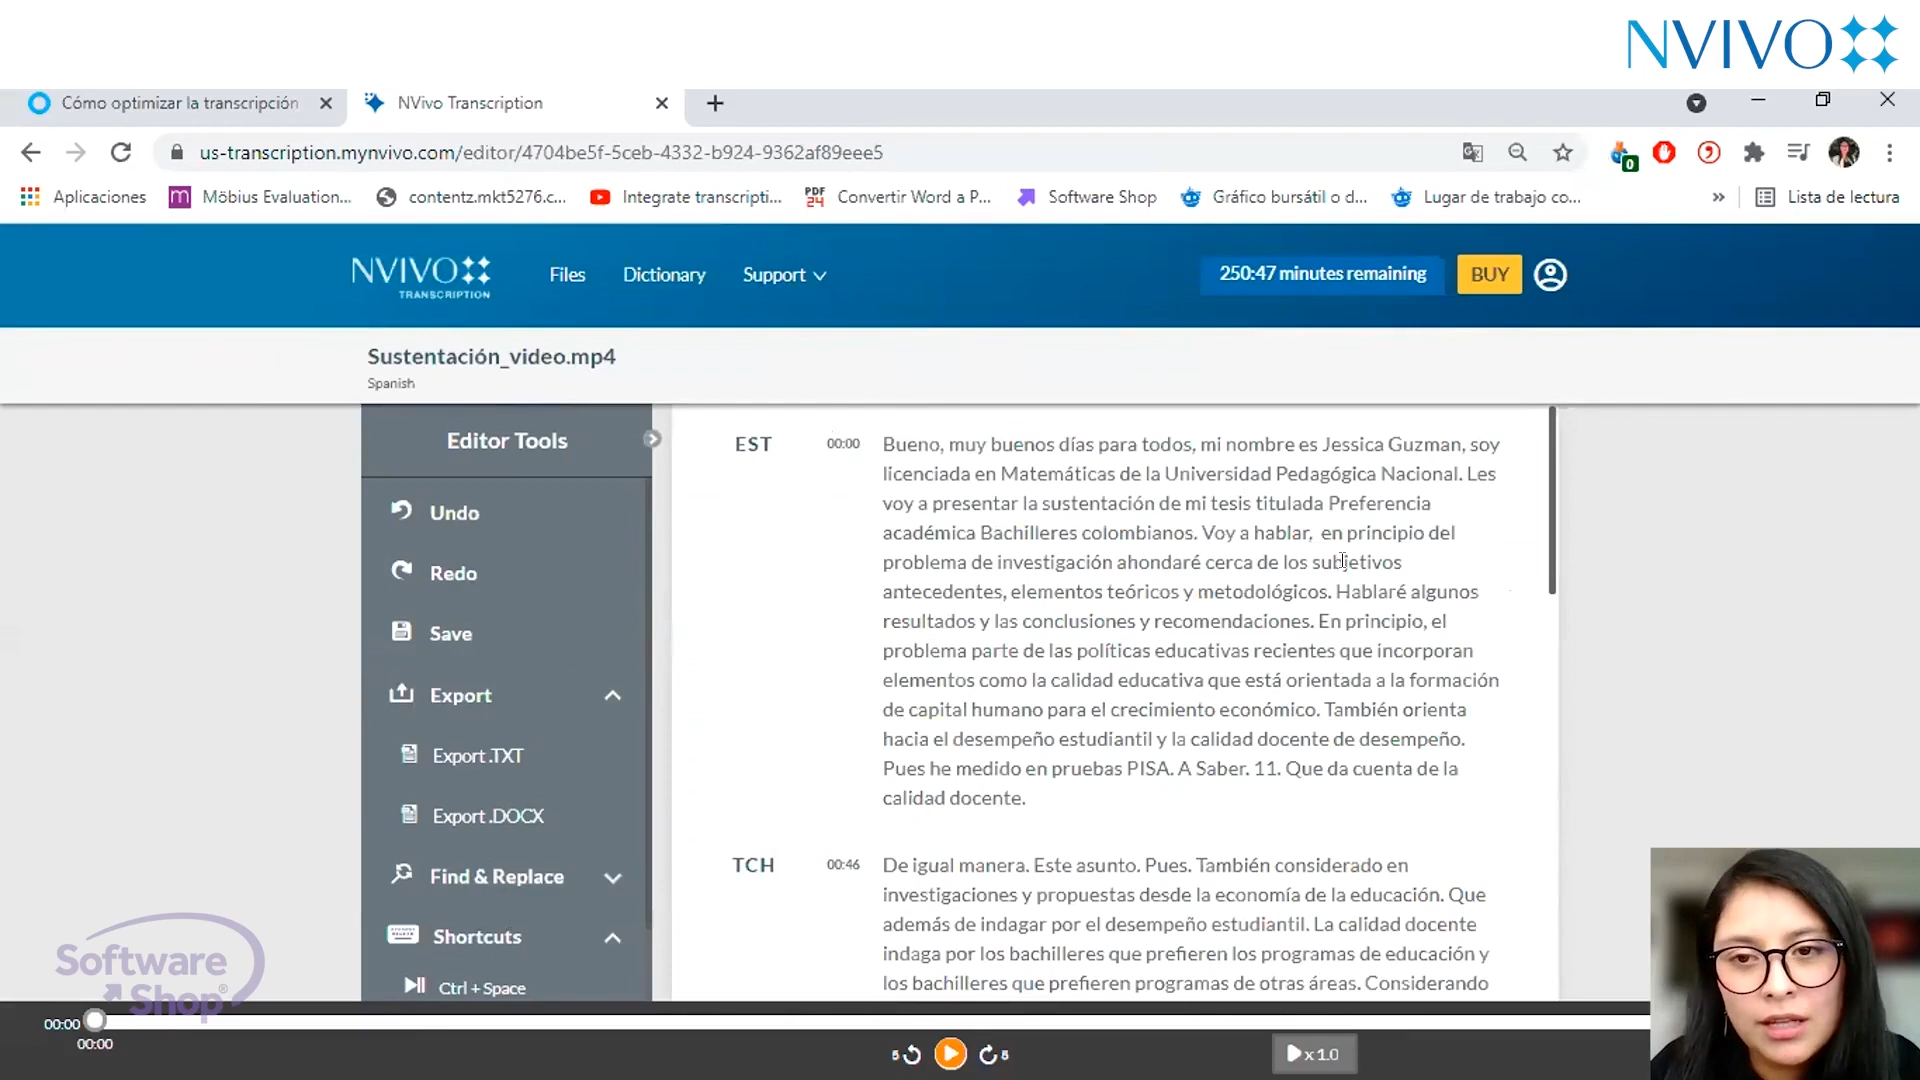 NVIVO
Cómo optimizar la transcripción
NVivo Transcription
us-transcription.mynvivo.com/editor/4704be5f-5ceb-4332-b924-9362af89eee5
0
Aplicaciones
m
Möbius Evaluation...
contentz.mkt5276.c...
Integrate transcripti...
PDF
24
Convertir Word a P...
Software Shop
Gráfico bursátil o d...
Lugar de trabajo co...
»
Lista de lectura
NVIVO
TRANSCRIPTION
Files
Dictionary
Support
250:47 minutes remaining
BUY
Sustentación_video.mp4
Spanish
Editor Tools
Undo
Redo
Save
Export
Export .TXT
Export .DOCX
Find & Replace
Shortcuts
Ctrl + Space
EST
00:00
Bueno, muy buenos días para todos, mi nombre es Jessica Guzman, soy
licenciada en Matemáticas de la Universidad Pedagógica Nacional. Les
voy a presentar la sustentación de mi tesis titulada Preferencia
académica Bachilleres colombianos. Voy a hablar, en principio del
problema de investigación ahondaré cerca de los subjetivos
antecedentes, elementos teóricos y metodológicos. Hablaré algunos
resultados y las conclusiones y recomendaciones. En principio, el
problema parte de las políticas educativas recientes que incorporan
elementos como la calidad educativa que está orientada a la formación
de capital humano para el crecimiento económico. También orienta
hacia el desempeño estudiantil y la calidad docente de desempeño.
Pues he medido en pruebas PISA. A Saber. 11. Que da cuenta de la
calidad docente.
TCH
00:46
De igual manera. Este asunto. Pues. También considerado en
investigaciones y propuestas desde la economía de la educación. Que
además de indagar por el desempeño estudiantil. La calidad docente
indaga por los bachilleres que prefieren los programas de educación y
los bachilleres que prefieren programas de otras áreas. Considerando
Software
Shop®
00:00
00:00
5
5
x 1.0